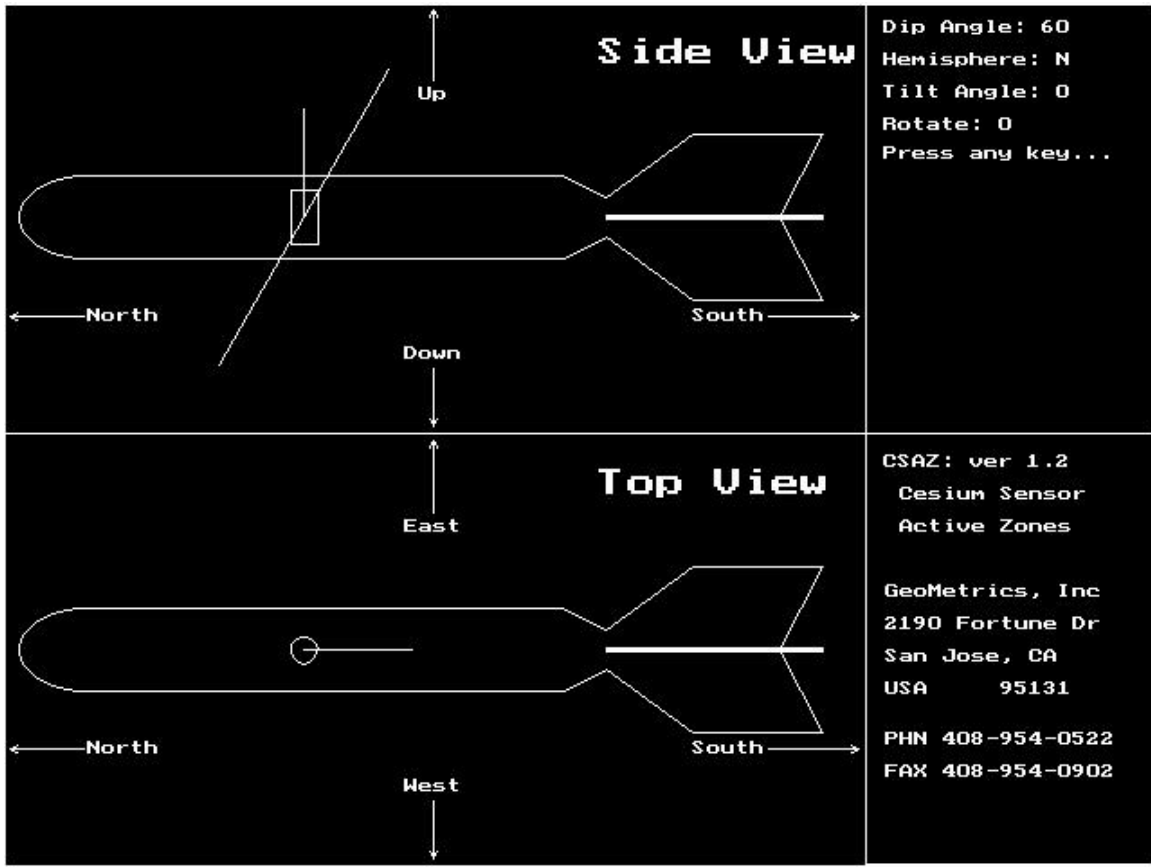 Side View
Up
North
South
Down
Dip Angle: 60
Hemisphere: N
Tilt Angle: 0
Rotate: 0
Press any key...
Top View
East
North
South
West
CSAZ: ver 1.2
Cesium Sensor
Active Zones
GeoMetrics, Inc
2190 Fortune Dr
San Jose, CA
USA 95131
PHN 408-954-0522
FAX 408-954-0902